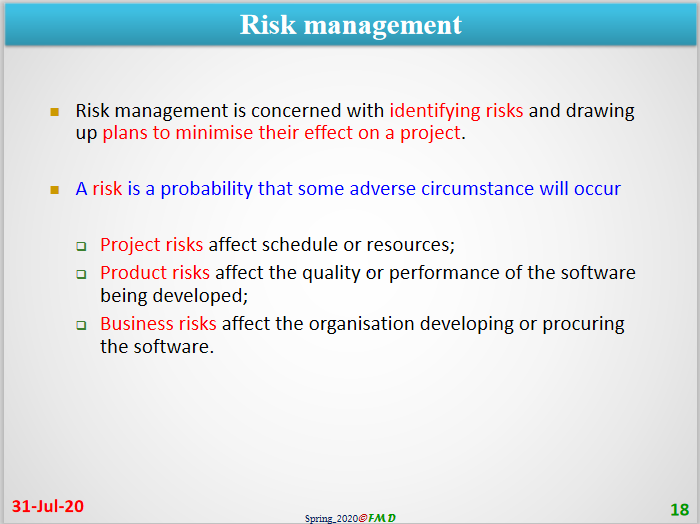 Risk management
Risk management is concerned with identifying risks and drawing
up plans to minimise their effect on a project.
A risk is a probability that some adverse circumstance will occur
Project risks affect schedule or resources;
Product risks affect the quality or performance of the software
being developed;
Business risks affect the organisation developing or procuring
the software.
31-Jul-20
Spring_2020©FMD
18